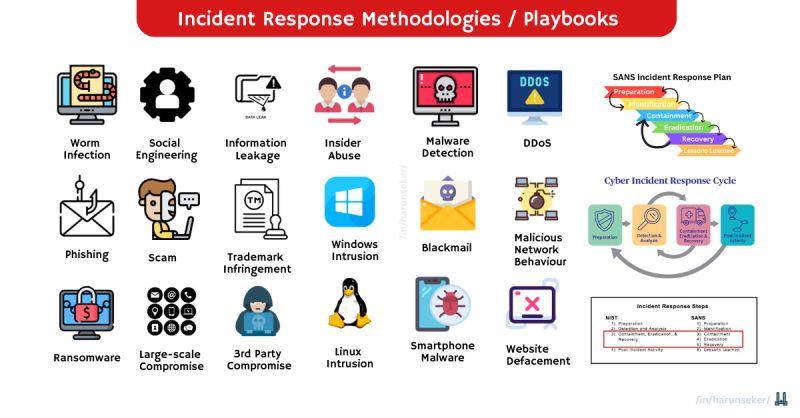 Incident Response Methodologies / Playbooks
Worm
Infection
Social
Engineering
DATA LEAK
Information
Leakage
Insider
Abuse
Malware
Detection
DDOS
DDoS
Phishing
Scam
TM
Trademark
Infringement
Windows
Intrusion
Blackmail
Malicious
Network
Behaviour
Ransomware
Large-scale
Compromise
3rd Party
Compromise
Linux
Intrusion
Smartphone
Malware
Website
Defacement
/in/harunseker/
SANS Incident Response Plan
Preparation
Identification
Containment
Eradication
Recovery
Lessons Learned
Cyber Incident Response Cycle
Preparation
Detection &
Analysis
Containment
Eradication &
Recovery
Post-Incident
Activity
Incident Response Steps
NIST
1) Preparation
2) Detection and Analysis
3) Containment, Eradication, &
Recovery
4) Post-Incident Activity
SANS
1) Preparation
2) Identification
3) Containment
4) Eradication
5) Recovery
6) Lessons Learned
/in/harunseker/